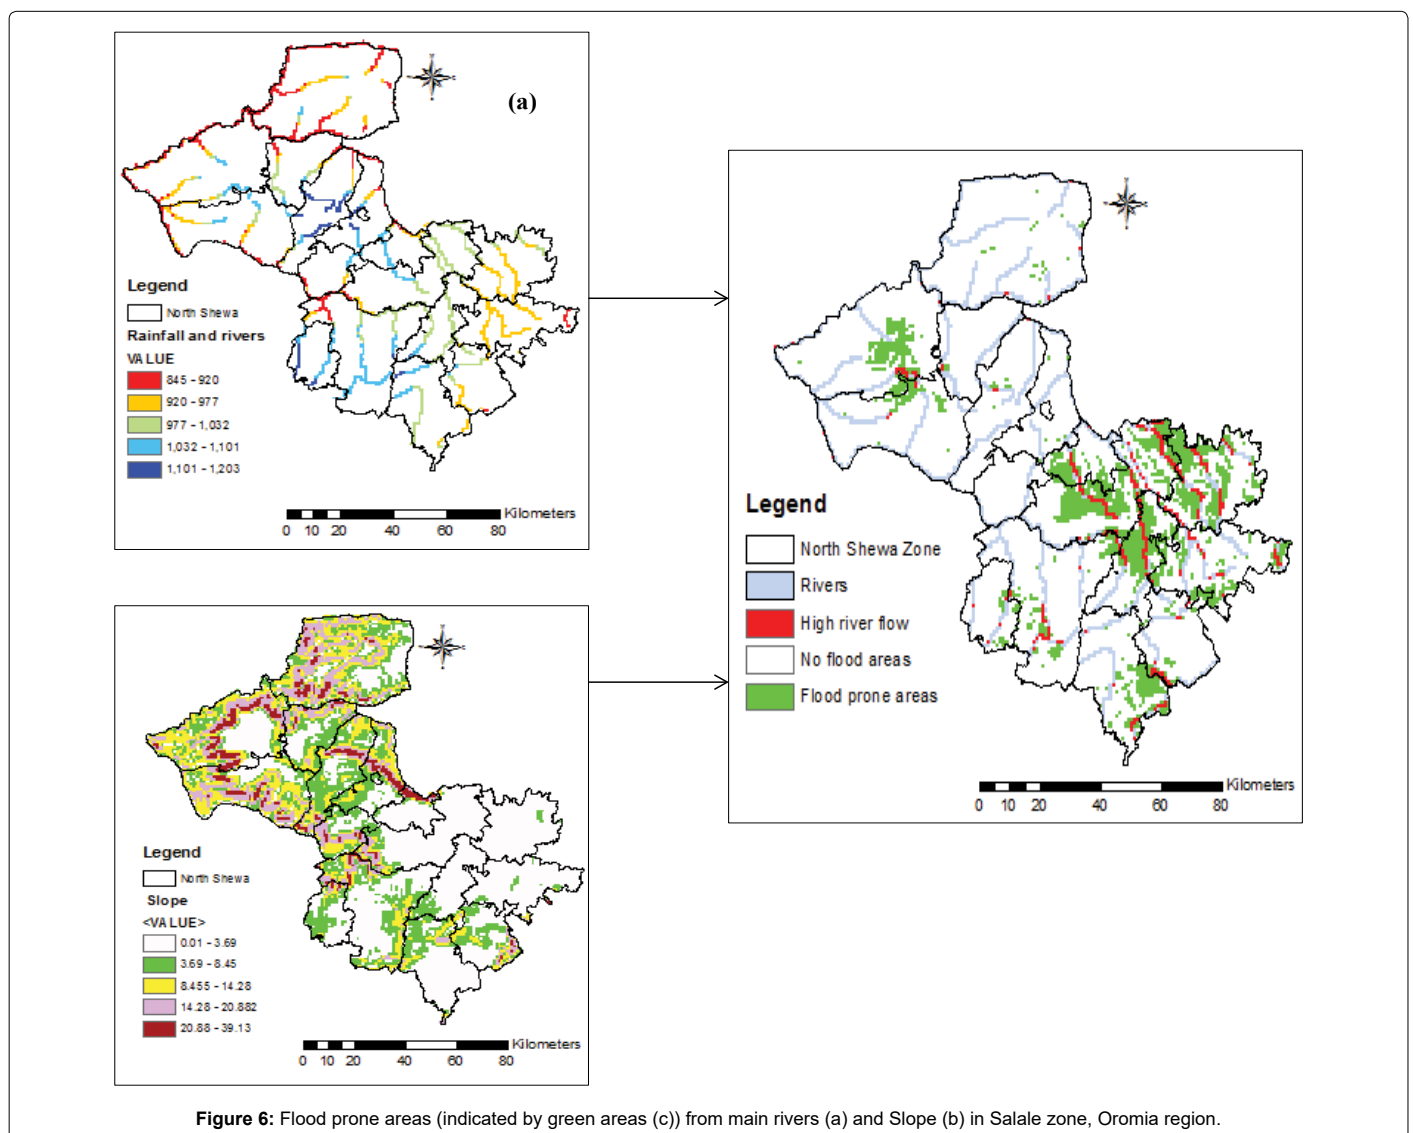 (a)
Legend
North Shewa
Rainfall and rivers
VALUE
845 - 920
920 - 977
977 - 1,032
1,032 - 1,101
1,101 - 1,203
Kilometers
0 10 20 40 60 80
Legend
North Shewa
Slope
<VALUE>
0.01 - 3.69
3.69 - 8.45
8.455 - 14.28
14.28 - 20.882
20.88 - 39.13
Kilometers
0 10 20 40 60 80
Legend
North Shewa Zone
Rivers
High river flow
No flood areas
Flood prone areas
Kilometers
0 10 20 40 60 80
Figure 6: Flood prone areas (indicated by green areas (c)) from main rivers (a) and Slope (b) in Salale zone, Oromia region.